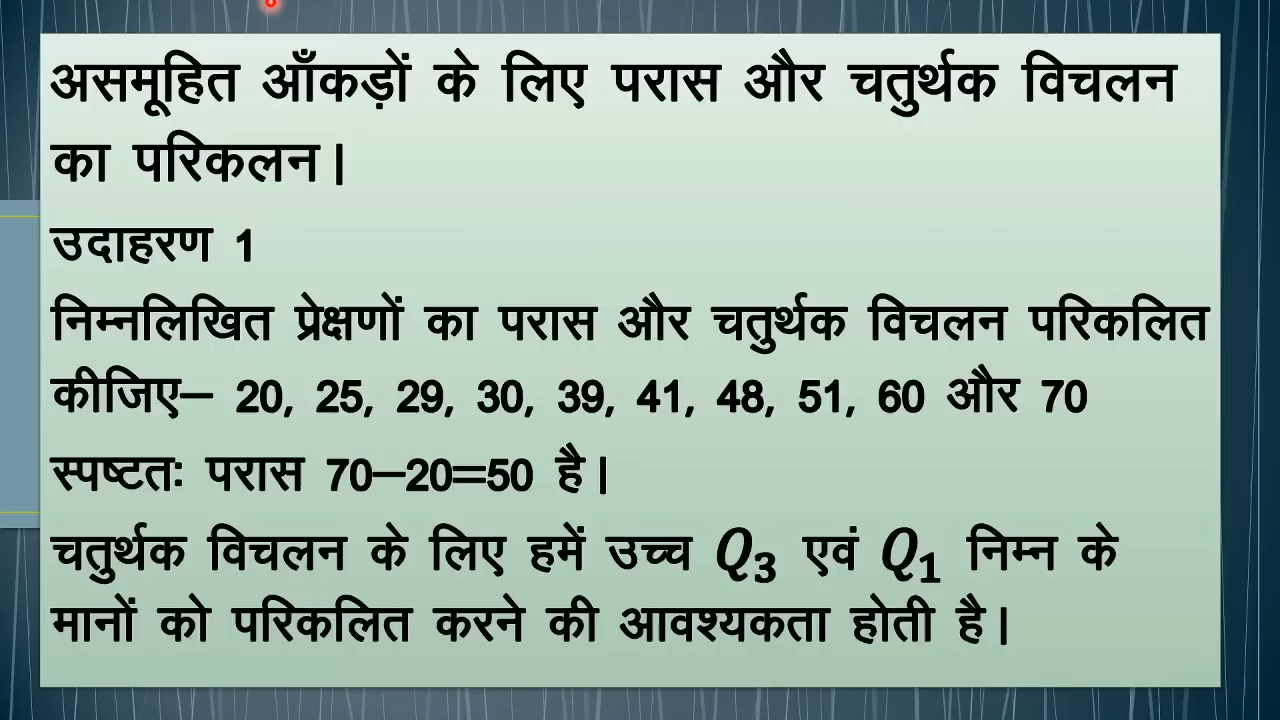 असमूहित आँकड़ों के लिए परास और चतुर्थक विचलन
का परिकलन।
उदाहरण 1
निम्नलिखित प्रेक्षणों का परास और चतुर्थक विचलन परिकलित
कीजिए– 20, 25, 29, 30, 39, 41, 48, 51, 60 और 70
स्पष्टतः परास 70–20=50 है।
चतुर्थक विचलन के लिए हमें उच्च Q₃ एवं Q₁ निम्न के
मानों को परिकलित करने की आवश्यकता होती है।